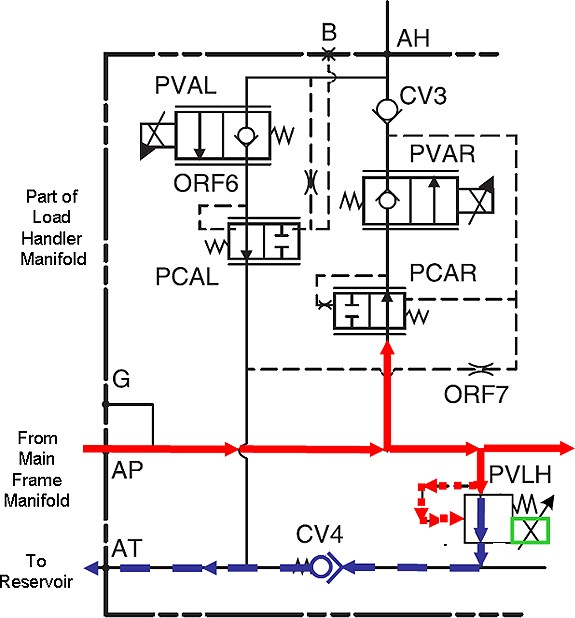 B
AH
PVAL
CV3
PVAR
ORF6
Part of
Load
Handler
Manifold
PCAL
PCAR
G
ORF7
From
Main
Frame
Manifold
AP
PVLH
CV4
AT
To
Reservoir